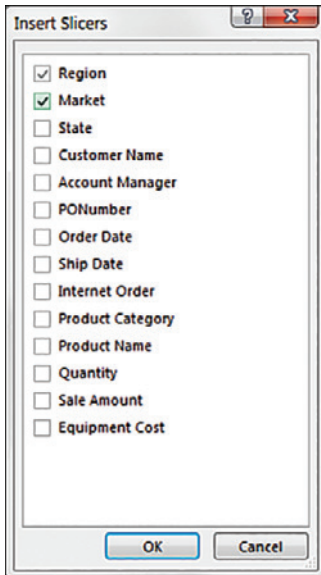 Insert Slicers
Region
Market
State
Customer Name
Account Manager
PONumber
Order Date
Ship Date
Internet Order
Product Category
Product Name
Quantity
Sale Amount
Equipment Cost
OK Cancel